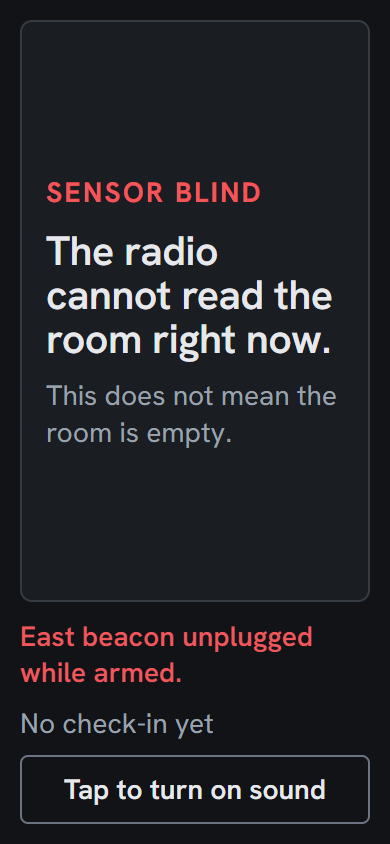 SENSOR BLIND
The radio
cannot read the
room right now.
This does not mean the
room is empty.
East beacon unplugged
while armed.
No check-in yet
Tap to turn on sound